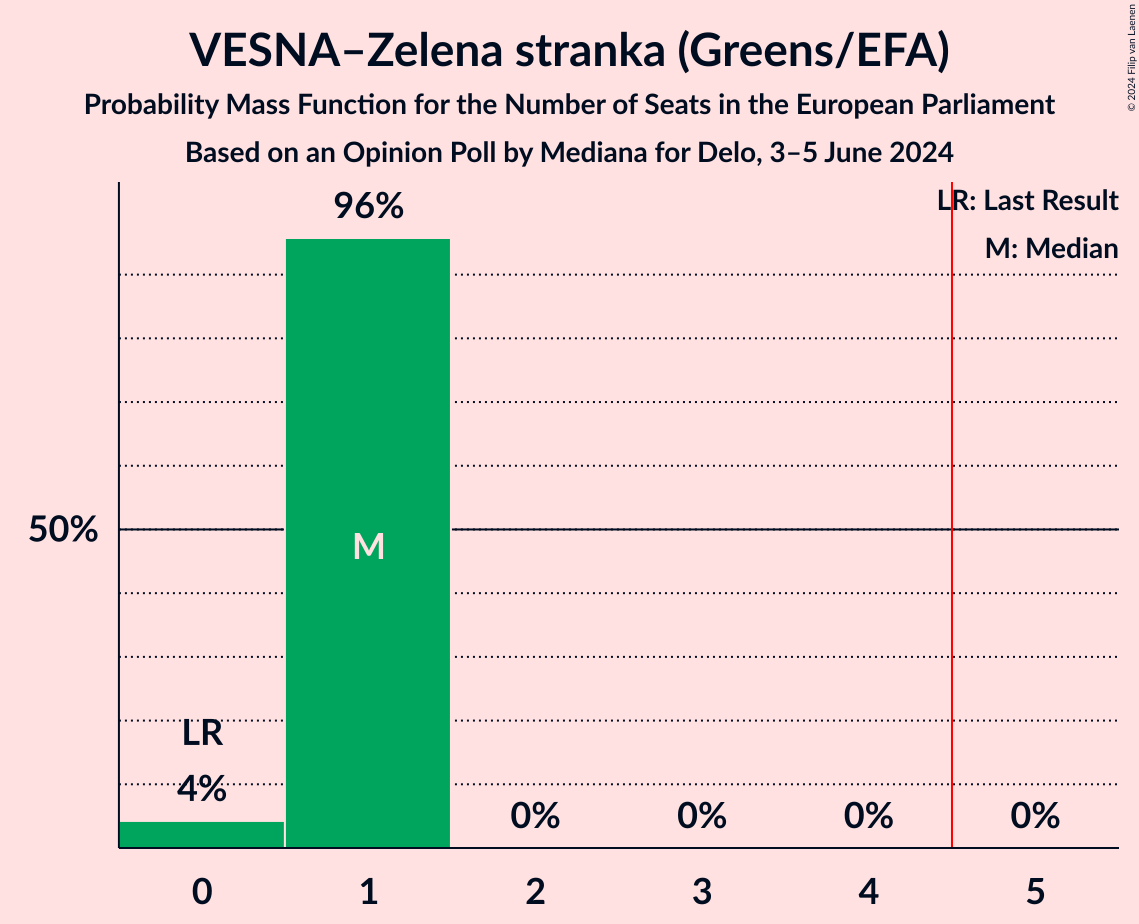 VESNA–Zelena stranka (Greens/EFA)
Probability Mass Function for the Number of Seats in the European Parliament
Based on an Opinion Poll by Mediana for Delo, 3–5 June 2024
© 2024 Filip van Laenen
LR: Last Result
M: Median
96%
50%
M
LR
4%
0%
0%
0%
0%
0
1
2
3
4
5